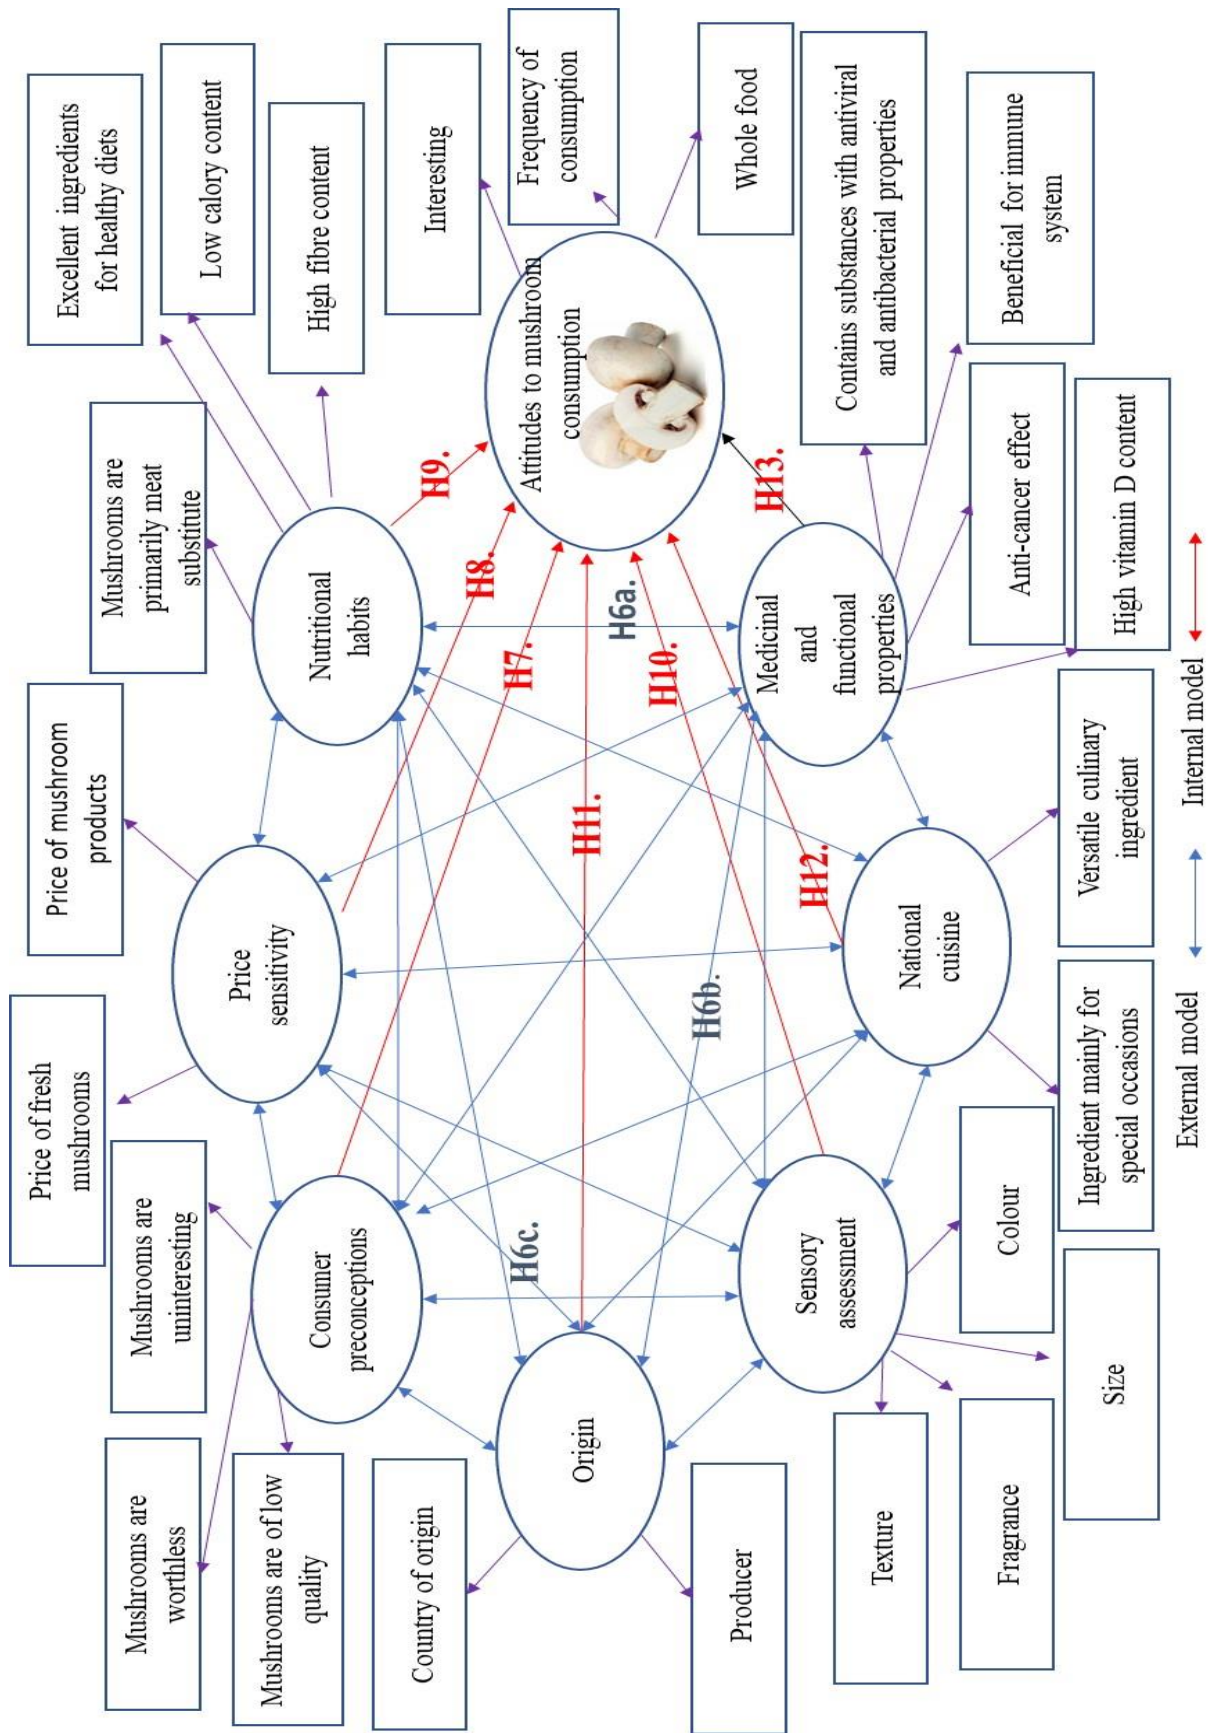 Price of fresh
mushrooms
Price of mushroom
products
Excellent ingredients
for healthy diets
Mushrooms are
worthless
Mushrooms are
uninteresting
Mushrooms are
primarily meat
substitute
Low calory content
Mushrooms are of low
quality
Price
sensitivity
High fibre content
Country of origin
Consumer
preconceptions
Nutritional
habits
Interesting
H9.
H8.
H7.
H6c.
Frequency of
consumption
Origin
H11.
Attitudes to mushroom
consumption
H6a.
H10.
H6b.
Producer
Whole food
H13.
H12.
Sensory
assessment
Medicinal
and
functional
properties
Contains substances with antiviral
and antibacterial properties
Texture
National
cuisine
Fragrance
Colour
Anti-cancer effect
Beneficial for immune
system
Size
Ingredient mainly for
special occasions
Versatile culinary
ingredient
High vitamin D content
External model
Internal model